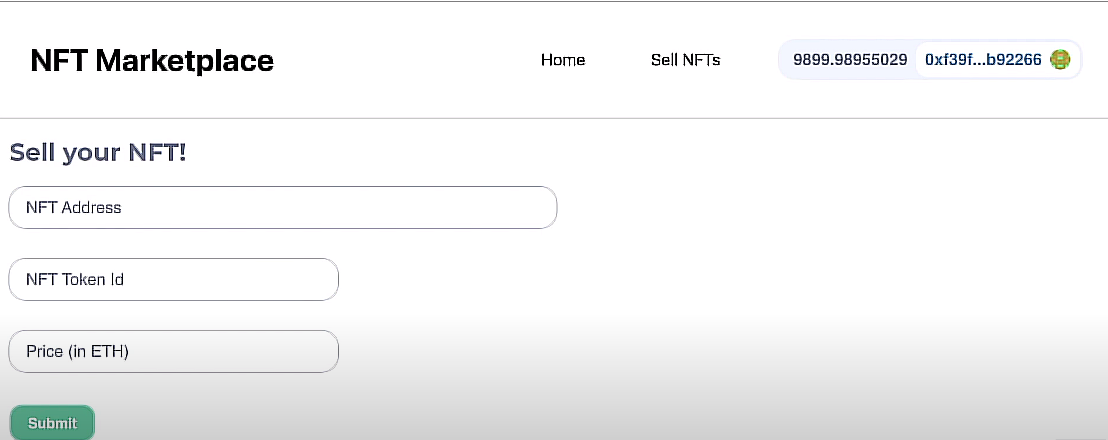 NFT Marketplace
Home
Sell NFTs
9899.98955029
0xf39f...b92266
Sell your NFT!
NFT Address
NFT Token Id
Price (in ETH)
Submit